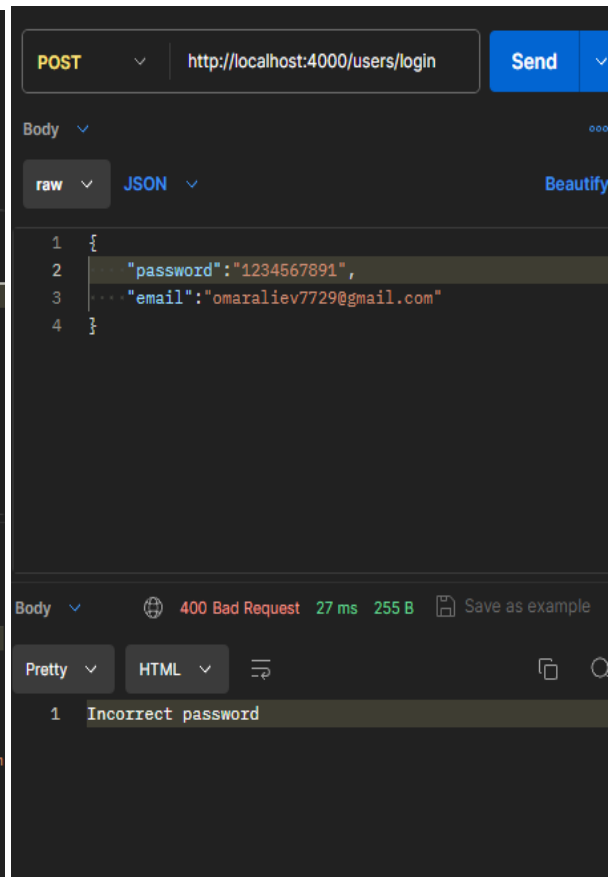 POST http://localhost:4000/users/login Send
Body
raw JSON Beautify
1 {
2 "password":"1234567891",
3 "email":"omaraliev7729@gmail.com"
4 }
Body 400 Bad Request 27 ms 255 B Save as example
Pretty HTML
1 Incorrect password